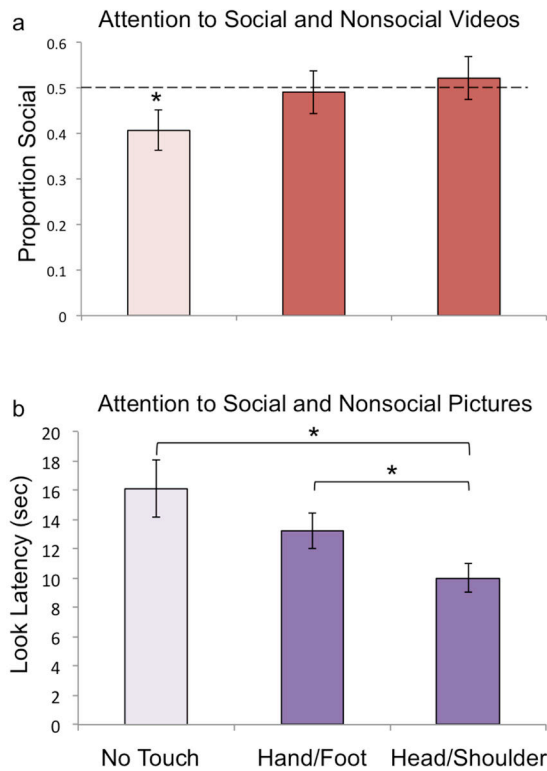 a
Attention to Social and Nonsocial Videos
Proportion Social
0.6
0.5
0.4
0.3
0.2
0.1
0
*
b
Attention to Social and Nonsocial Pictures
Look Latency (sec)
20
18
16
14
12
10
8
6
4
2
0
*
*
No Touch
Hand/Foot
Head/Shoulder